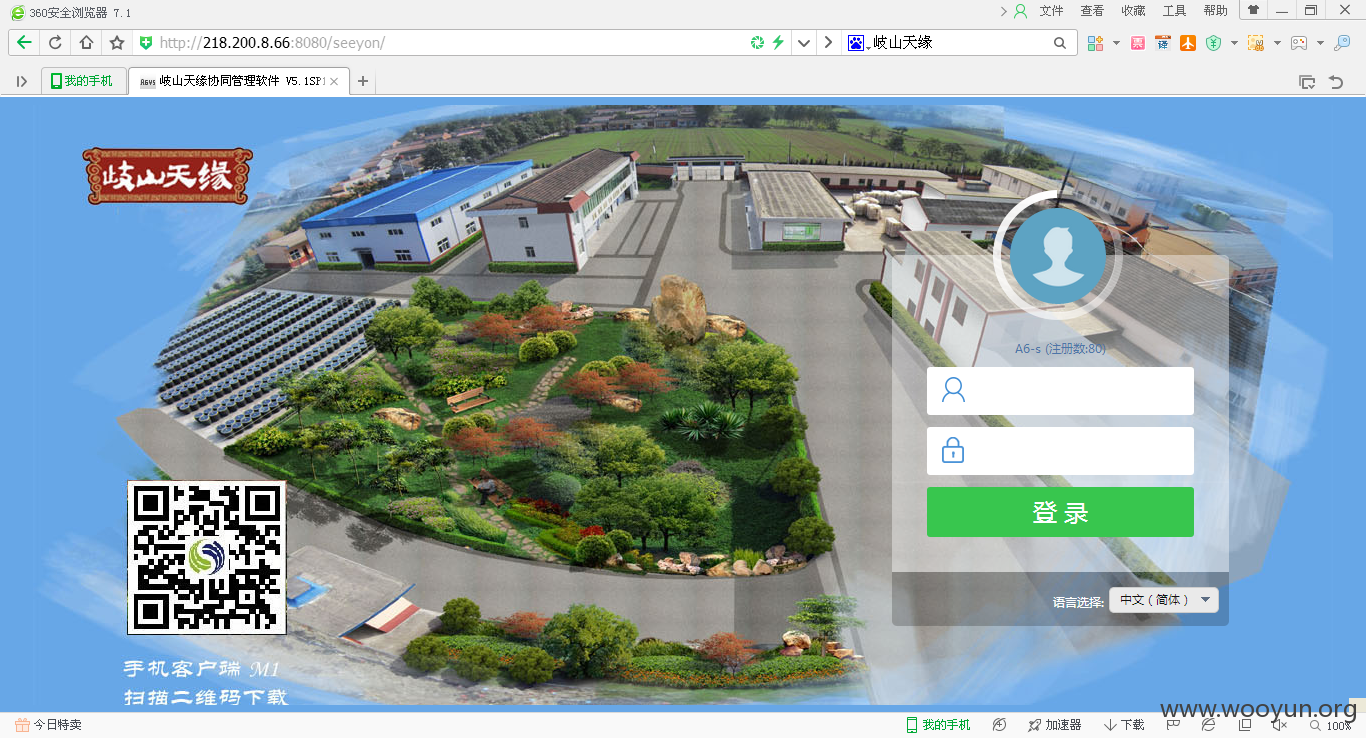 360安全浏览器 7.1
文件 查看 收藏 工具 帮助
http://218.200.8.66:8080/seeyon/
岐山天缘
我的手机
A6V5 岐山天缘协同管理软件 V5.1SP1
岐山天缘
A6-s (注册数:80)
登录
语言选择: 中文（简体）
手机客户端 M1
扫描二维码下载
www.wooyun.org
今日特卖
我的手机 加速器 下载 100%